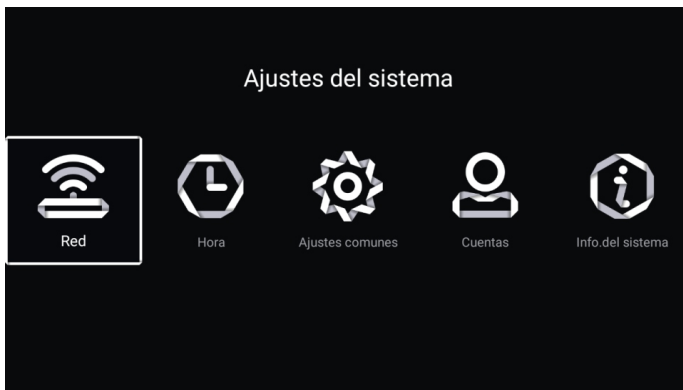 Ajustes del sistema
Red
Hora
Ajustes comunes
Cuentas
Info.del sistema